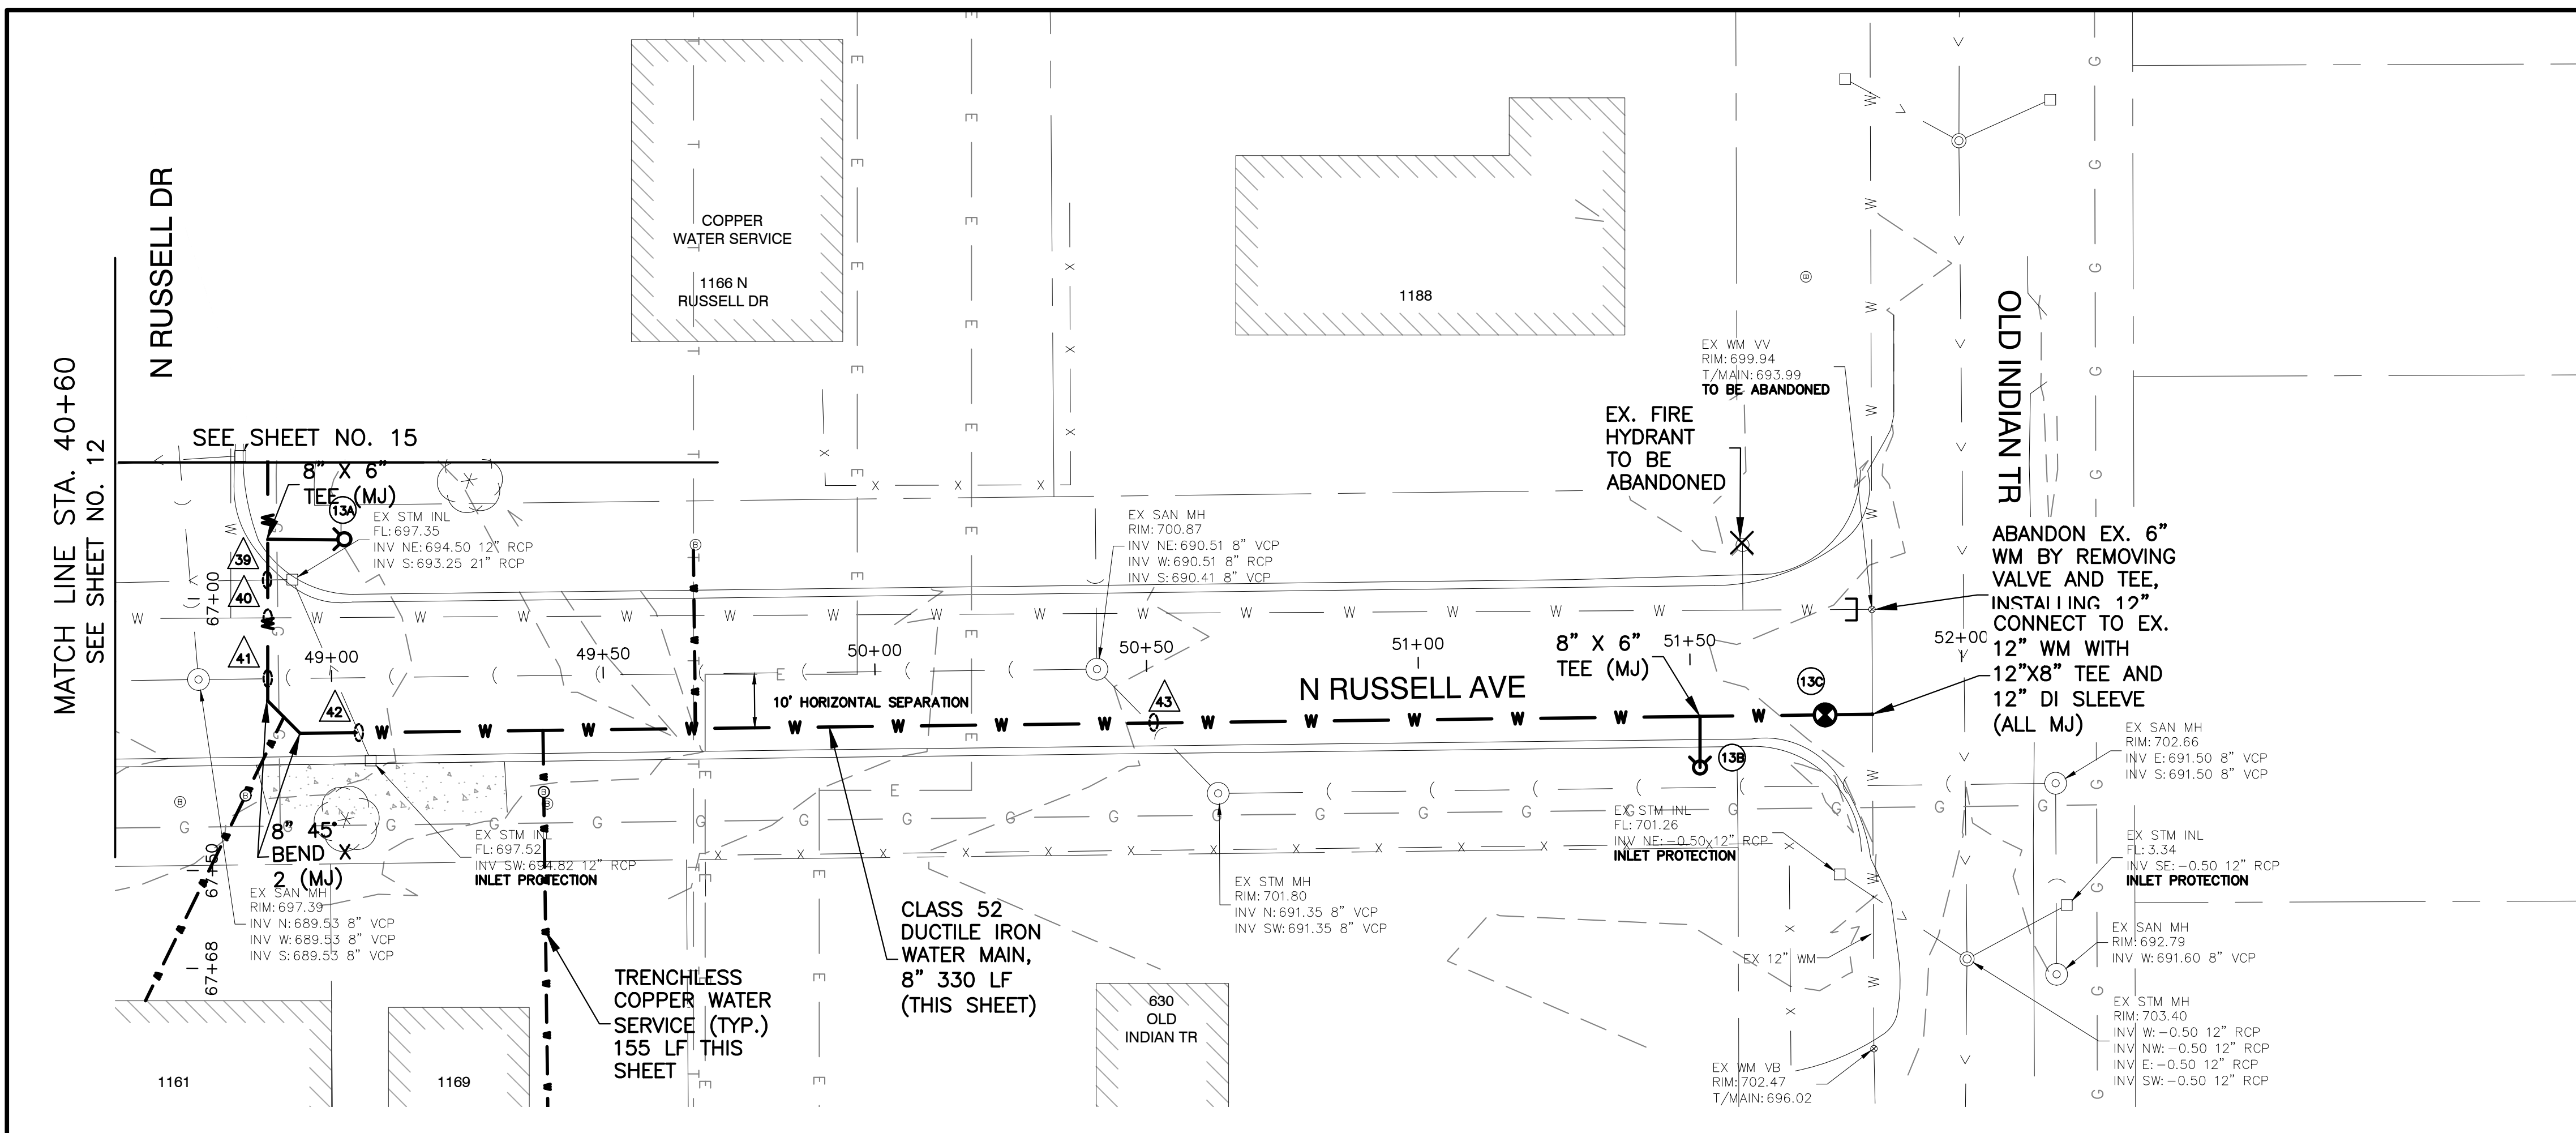 N RUSSELL DR
MATCH LINE STA. 40+60
SEE SHEET NO. 12
SEE SHEET NO. 15
8" X 6"
TEE (MJ)
13A
EX STM INL
FL: 697.35
INV NE: 694.50 12" RCP
INV S: 693.25 21" RCP
39
40
41
42
43
67+00
67+50
67+68
COPPER
WATER SERVICE
1166 N
RUSSELL DR
1188
EX WM VV
RIM: 699.94
T/MAIN: 693.99
TO BE ABANDONED
EX. FIRE
HYDRANT
TO BE
ABANDONED
OLD INDIAN TR
EX SAN MH
RIM: 700.87
INV NE: 690.51 8" VCP
INV W: 690.51 8" RCP
INV S: 690.41 8" VCP
ABANDON EX. 6"
WM BY REMOVING
VALVE AND TEE,
INSTALLING 12"
CONNECT TO EX.
12" WM WITH
12"X8" TEE AND
12" DI SLEEVE
(ALL MJ)
49+00
49+50
50+00
50+50
51+00
51+50
52+00
8" X 6"
TEE (MJ)
N RUSSELL AVE
10' HORIZONTAL SEPARATION
13C
13B
EX SAN MH
RIM: 702.66
INV E: 691.50 8" VCP
INV S: 691.50 8" VCP
8" 45°
BEND X
2 (MJ)
EX STM INL
FL: 697.52
INV SW: 694.82 12" RCP
INLET PROTECTION
EX STM INL
FL: 701.26
INV NE: -0.50 12" RCP
INLET PROTECTION
EX STM INL
FL: 3.34
INV SE: -0.50 12" RCP
INLET PROTECTION
EX SAN MH
RIM: 697.39
INV N: 689.53 8" VCP
INV W: 689.53 8" VCP
INV S: 689.53 8" VCP
EX STM MH
RIM: 701.80
INV N: 691.35 8" VCP
INV SW: 691.35 8" VCP
CLASS 52
DUCTILE IRON
WATER MAIN,
8" 330 LF
(THIS SHEET)
TRENCHLESS
COPPER WATER
SERVICE (TYP.)
155 LF THIS
SHEET
EX 12" WM
EX SAN MH
RIM: 692.79
INV W: 691.60 8" VCP
EX STM MH
RIM: 703.40
INV W: -0.50 12" RCP
INV NW: -0.50 12" RCP
INV E: -0.50 12" RCP
INV SW: -0.50 12" RCP
630
OLD
INDIAN TR
1161
1169
EX WM VB
RIM: 702.47
T/MAIN: 696.02